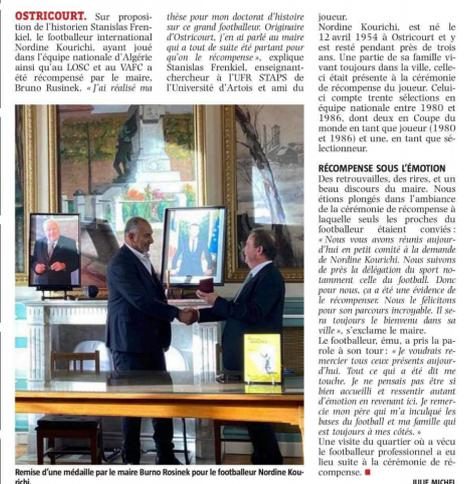 OSTRICOURT. Sur proposi-
tion de l'historien Stanislas Fren-
kiel, le footballeur international
Nordine Kourichi, ayant joué
dans l'équipe nationale d'Algérie
ainsi qu'au LOSC et au VAFC a
été récompensé par le maire,
Bruno Rusinek. « J'ai réalisé ma
thèse pour mon doctorat d'histoire
sur ce grand footballeur. Originaire
d'Ostricourt, j'en ai parlé au maire
qui a tout de suite été partant pour
qu'on le récompense », explique
Stanislas Frenkiel, enseignant-
chercheur à l'UFR STAPS de
l'Université d'Artois et ami du
joueur.
Nordine Kourichi, est né le
12 avril 1954 à Ostricourt et y
est resté pendant près de trois
ans. Une partie de sa famille vi-
vant toujours dans la ville, celle-
ci était présente à la cérémonie
de récompense du joueur. Celui-
ci compte trente sélections en
équipe nationale entre 1980 et
1986, dont deux en Coupe du
monde en tant que joueur (1980
et 1986) et une, en tant que sé-
lectionneur.
RÉCOMPENSE SOUS L'ÉMOTION
Des retrouvailles, des rires, et un
beau discours du maire. Nous
étions plongés dans l'ambiance
de la cérémonie de récompense à
laquelle seuls les proches du
footballeur étaient conviés :
« Nous vous avons réunis aujour-
d'hui en petit comité à la demande
de Nordine Kourichi. Nous suivons
de près la délégation du sport no-
tamment celle du football. Donc
pour nous, ça a été une évidence de
le récompenser. Nous le félicitons
pour son parcours incroyable. Il se-
ra toujours le bienvenu dans sa
ville », s'exclame le maire.
Le footballeur, ému, a pris la pa-
role à son tour : « Je voudrais re-
mercier tous ceux présents aujour-
d'hui. Tout ce qui a été dit me
touche. Je ne pensais pas être si
bien accueilli et ressentir autant
d'émotion en revenant ici. Je remer-
cie mon père qui m'a inculqué les
bases du football et ma famille qui
est toujours à mes côtés. »
Une visite du quartier où a vécu
le footballeur professionnel a eu
lieu suite à la cérémonie de ré-
compense.
JULIE MICHEL
Remise d'une médaille par le maire Burno Rosinek pour le footballeur Nordine Kou-
richi.